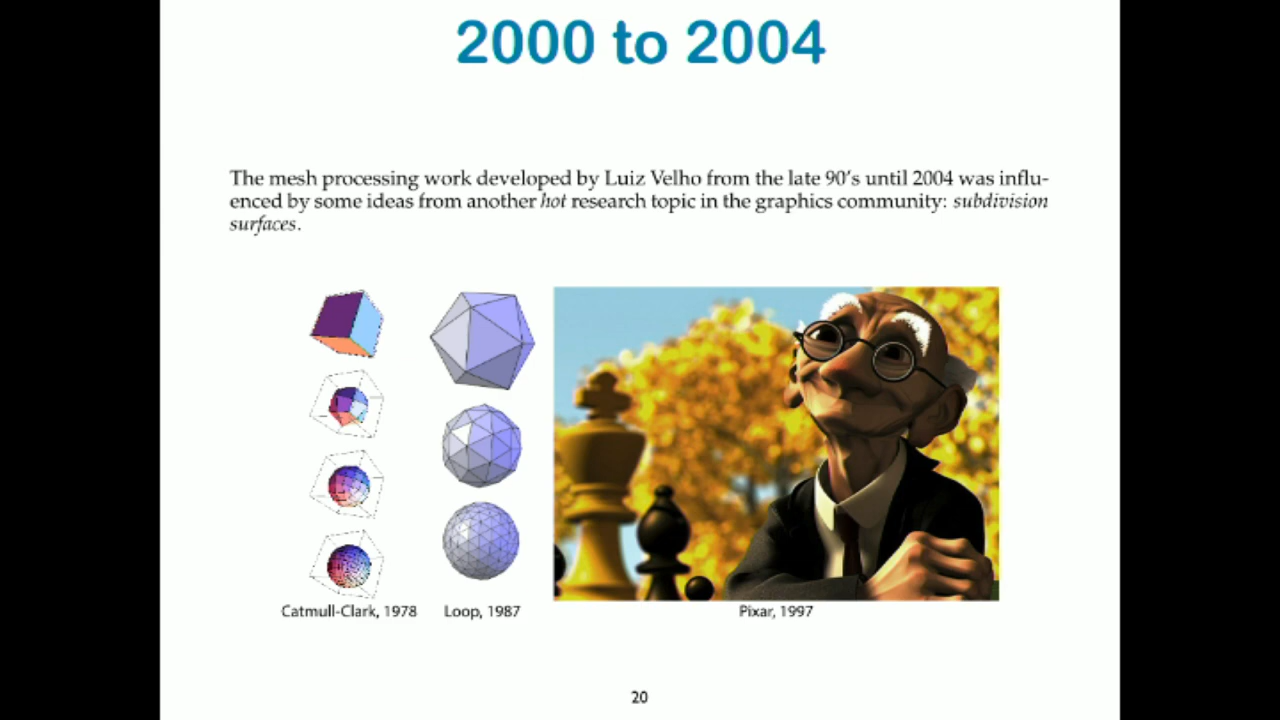 2000 to 2004
The mesh processing work developed by Luiz Velho from the late 90's until 2004 was influ-
enced by some ideas from another hot research topic in the graphics community: subdivision
surfaces.
Catmull-Clark, 1978
Loop, 1987
Pixar, 1997
20